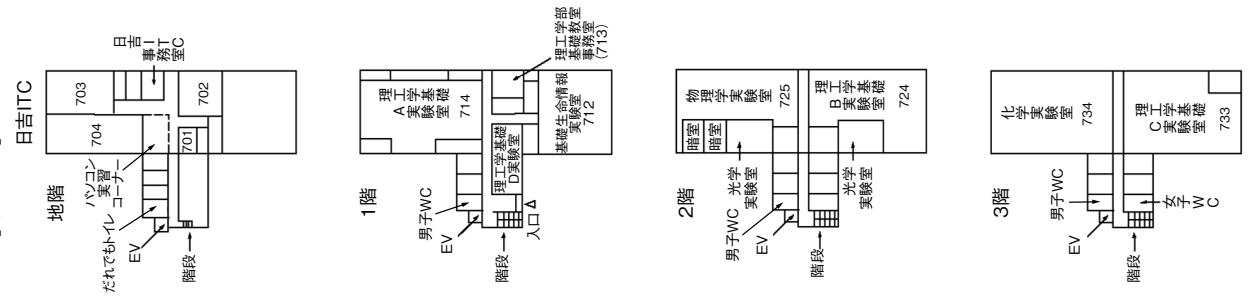 日吉ITC
地階
703
704
日吉IT
事務
室C
702
701
パソコン
実習
コーナー
だれでもトイレ
EV
階段
1階
理工学基礎
A実験室
714
理工学部
基礎教室
事務室
(713)
基礎生命情報
実験室
712
理工学基礎
D実験室
男子WC
EV
入口
階段
2階
物理学実験室
725
暗室
暗室
理工学基礎
B実験室
724
光学
実験室
光学
実験室
男子WC
EV
階段
3階
化学実験室
734
理工学基礎
C実験室
733
男子WC
女子WC
EV
階段